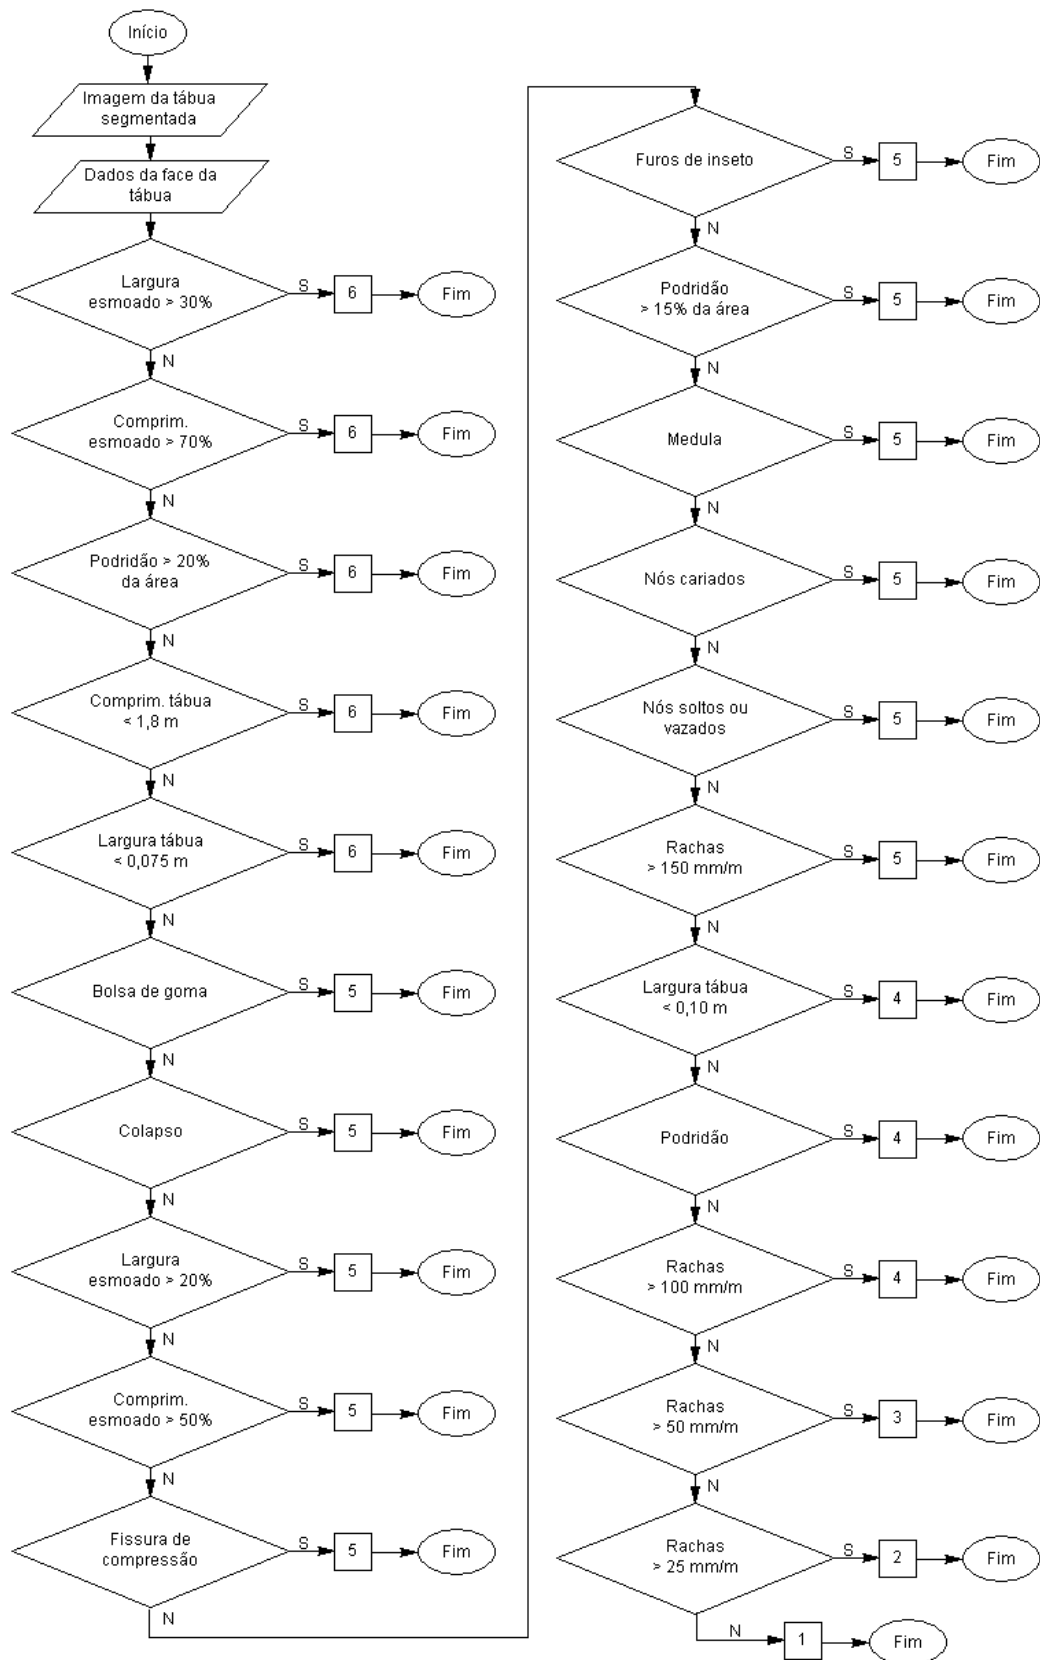 Início
Imagem da tábua
segmentada
Dados da face da
tábua
Largura
esmoado > 30%
S
6
Fim
N
Comprim.
esmoado > 70%
S
6
Fim
N
Podridão > 20%
da área
S
6
Fim
N
Comprim. tábua
< 1,8 m
S
6
Fim
N
Largura tábua
< 0,075 m
S
6
Fim
N
Bolsa de goma
S
5
Fim
N
Colapso
S
5
Fim
N
Largura
esmoado > 20%
S
5
Fim
N
Comprim.
esmoado > 50%
S
5
Fim
N
Fissura de
compressão
S
5
Fim
N
Furos de inseto
S
5
Fim
N
Podridão
> 15% da área
S
5
Fim
N
Medula
S
5
Fim
N
Nós cariados
S
5
Fim
N
Nós soltos ou
vazados
S
5
Fim
N
Rachas
> 150 mm/m
S
5
Fim
N
Largura tábua
< 0,10 m
S
4
Fim
N
Podridão
S
4
Fim
N
Rachas
> 100 mm/m
S
4
Fim
N
Rachas
> 50 mm/m
S
3
Fim
N
Rachas
> 25 mm/m
S
2
Fim
N
1
Fim